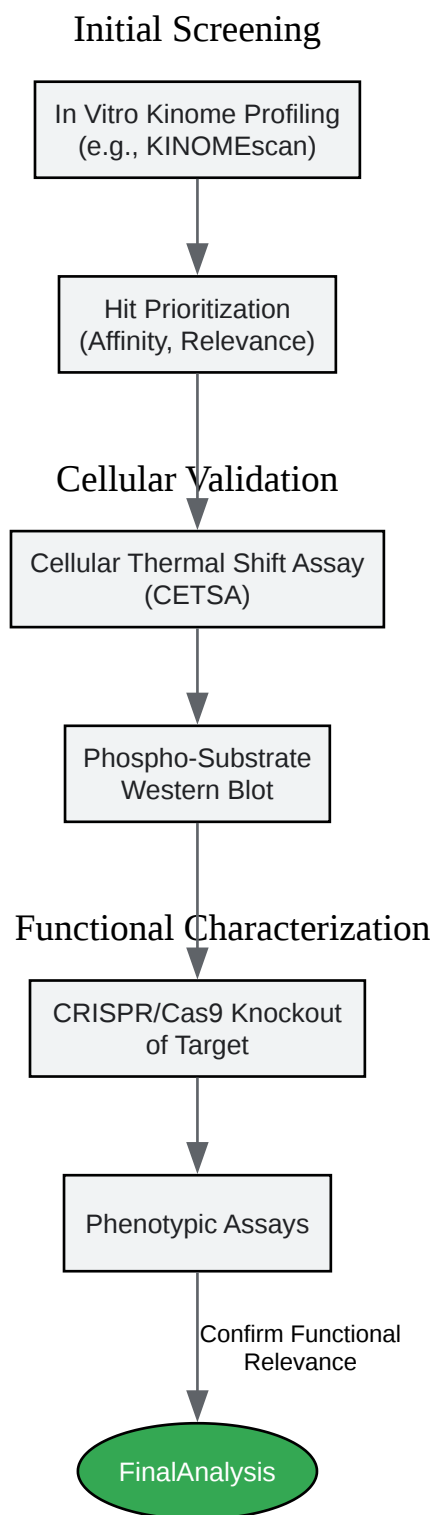 Initial Screening
In Vitro Kinome Profiling
(e.g., KINOMEscan)
Hit Prioritization
(Affinity, Relevance)
Cellular Validation
Cellular Thermal Shift Assay
(CETSA)
Phospho-Substrate
Western Blot
Functional Characterization
CRISPR/Cas9 Knockout
of Target
Phenotypic Assays
Confirm Functional
Relevance
FinalAnalysis